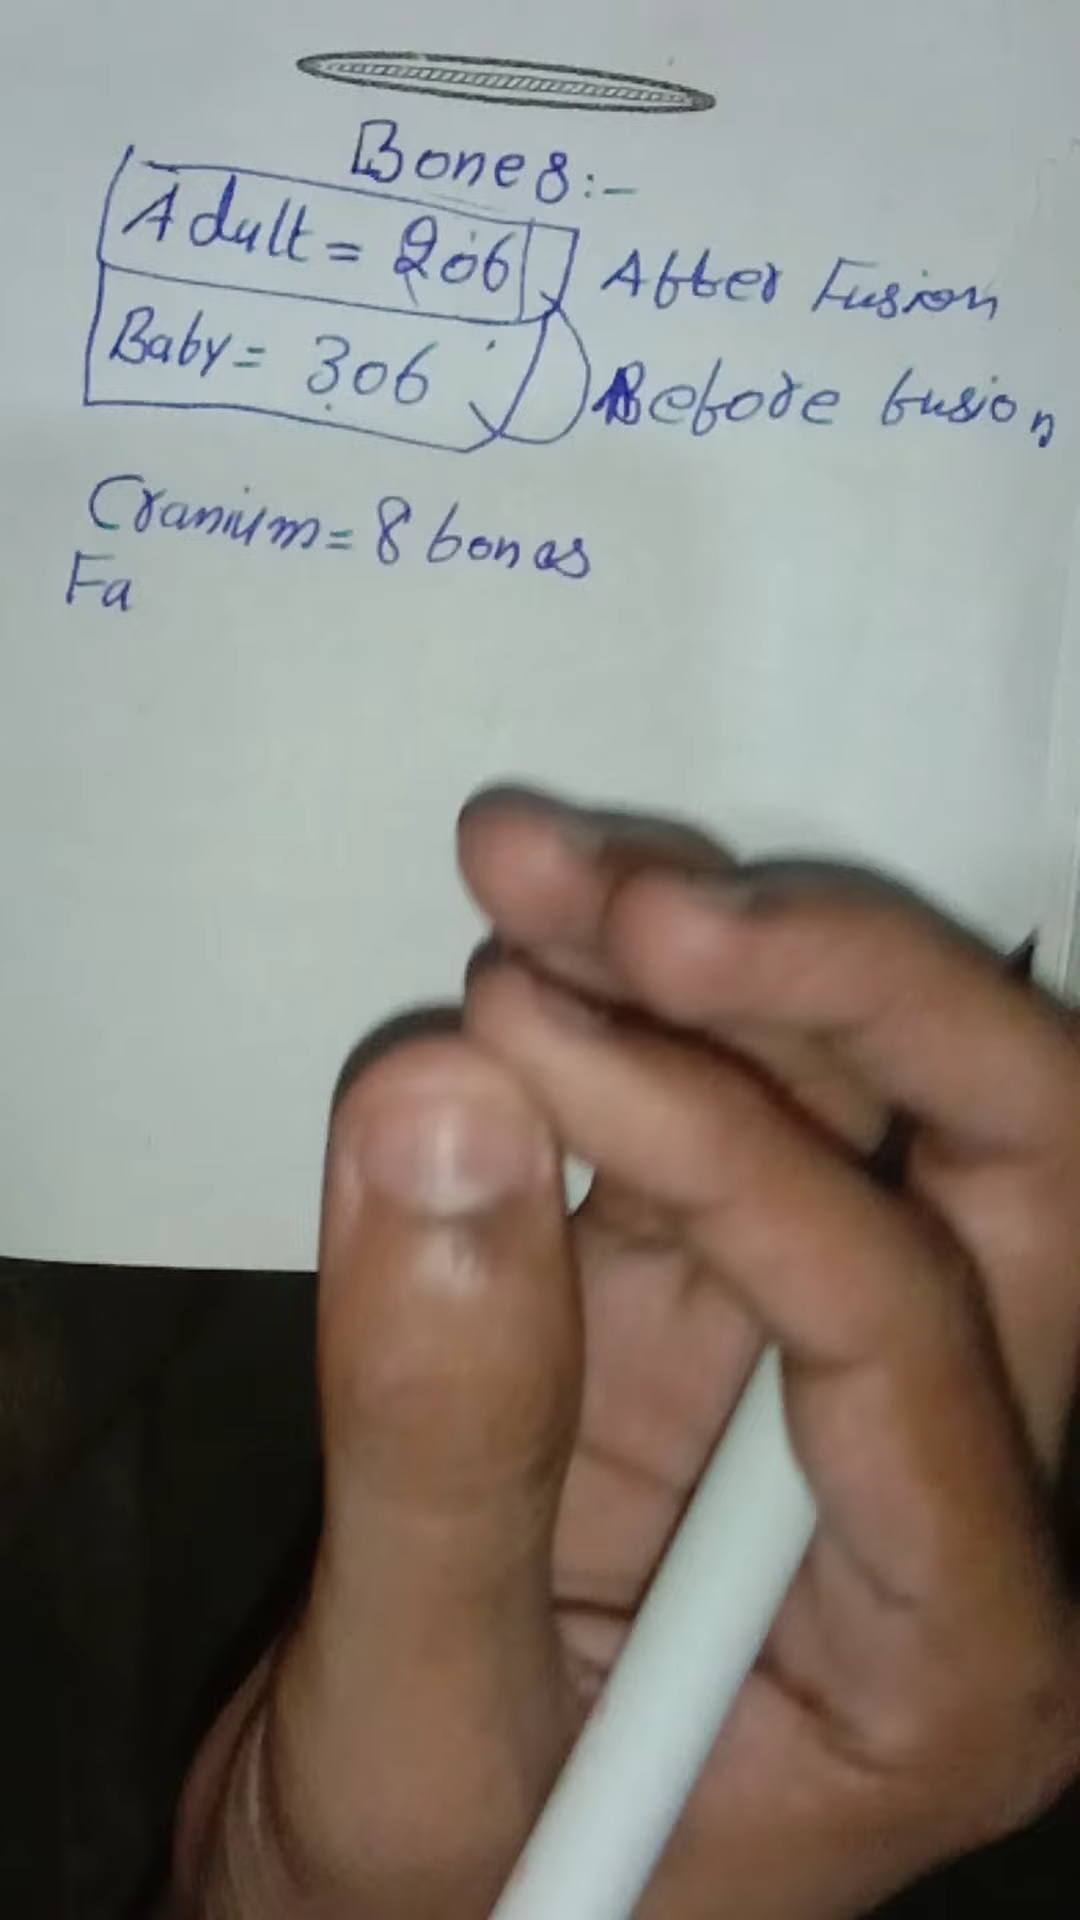 Bones:-
Adult = 206 After Fusion
Baby = 306 Before fusion
Cranium = 8 bones
Fa